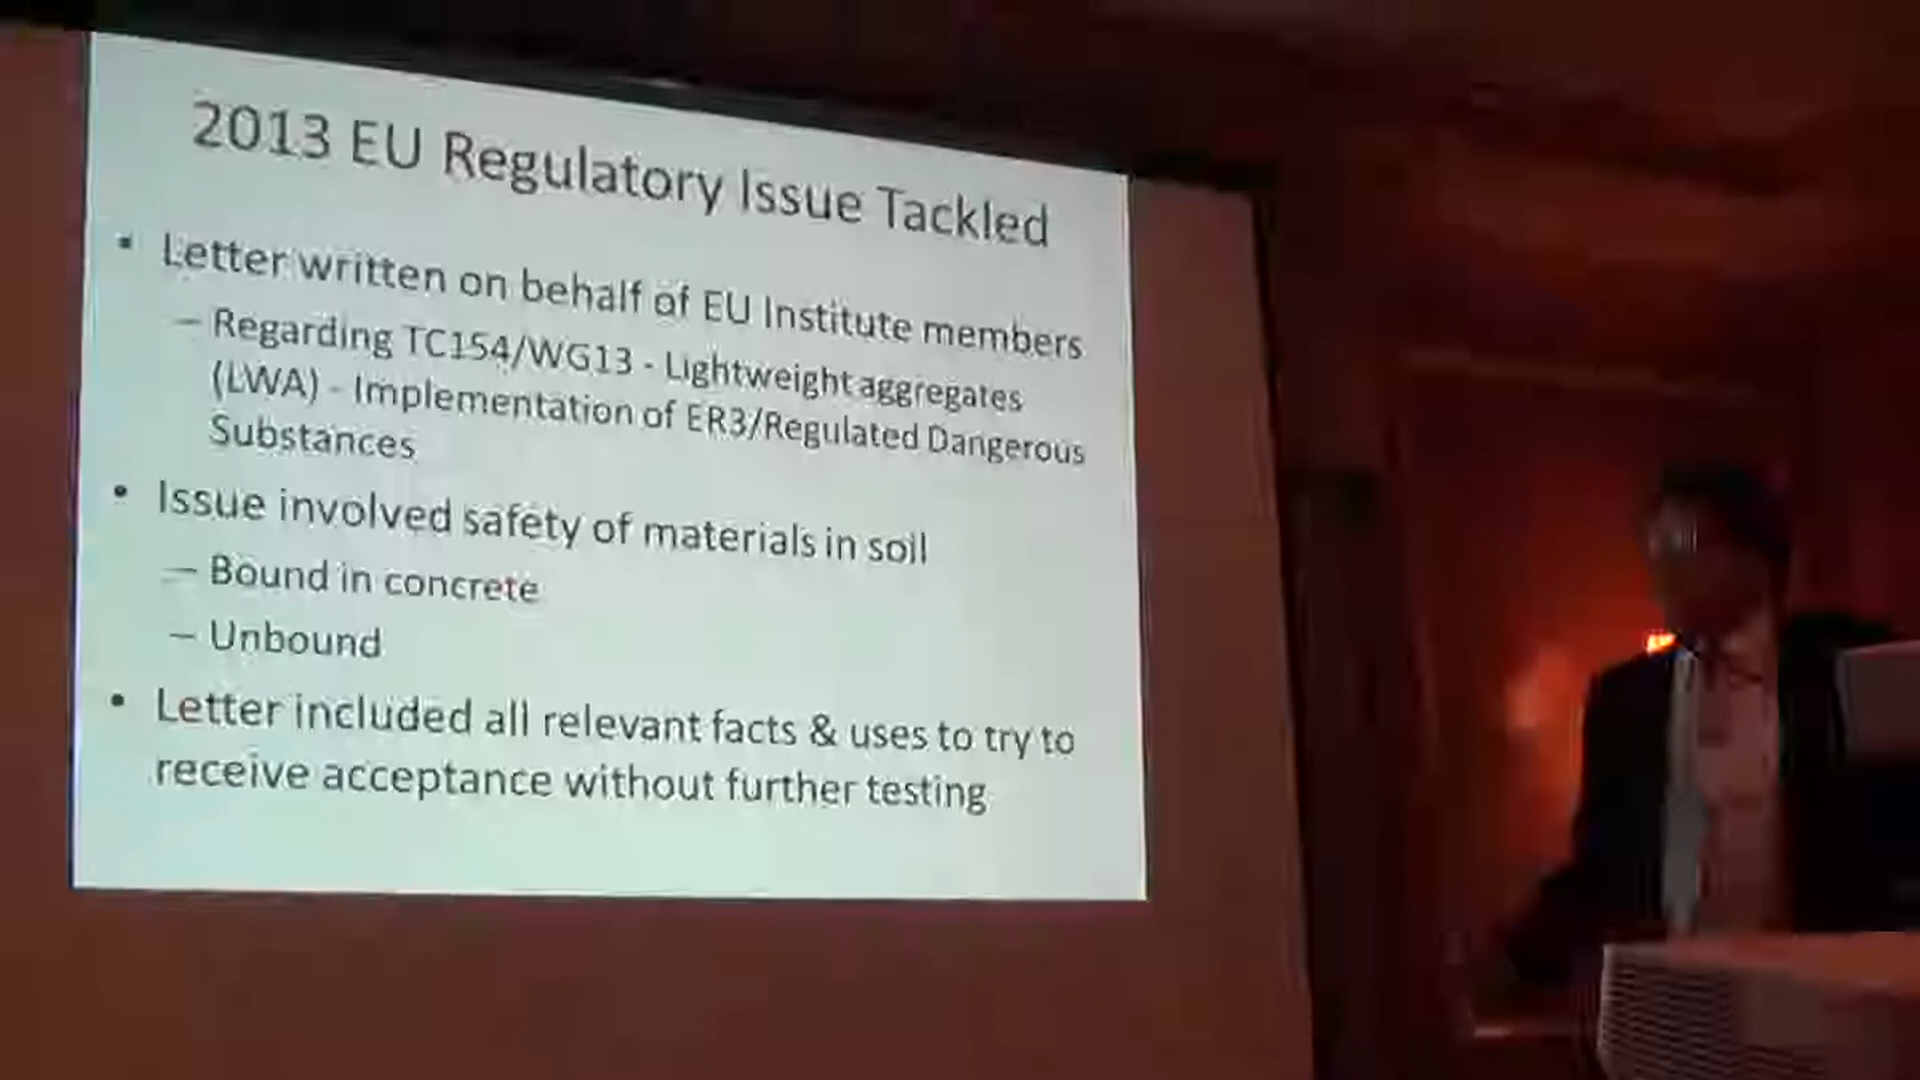 2013 EU Regulatory Issue Tackled
• Letter written on behalf of EU Institute members
– Regarding TC154/WG13 - Lightweight aggregates
(LWA) - Implementation of ER3/Regulated Dangerous
Substances
• Issue involved safety of materials in soil
– Bound in concrete
– Unbound
• Letter included all relevant facts & uses to try to
receive acceptance without further testing